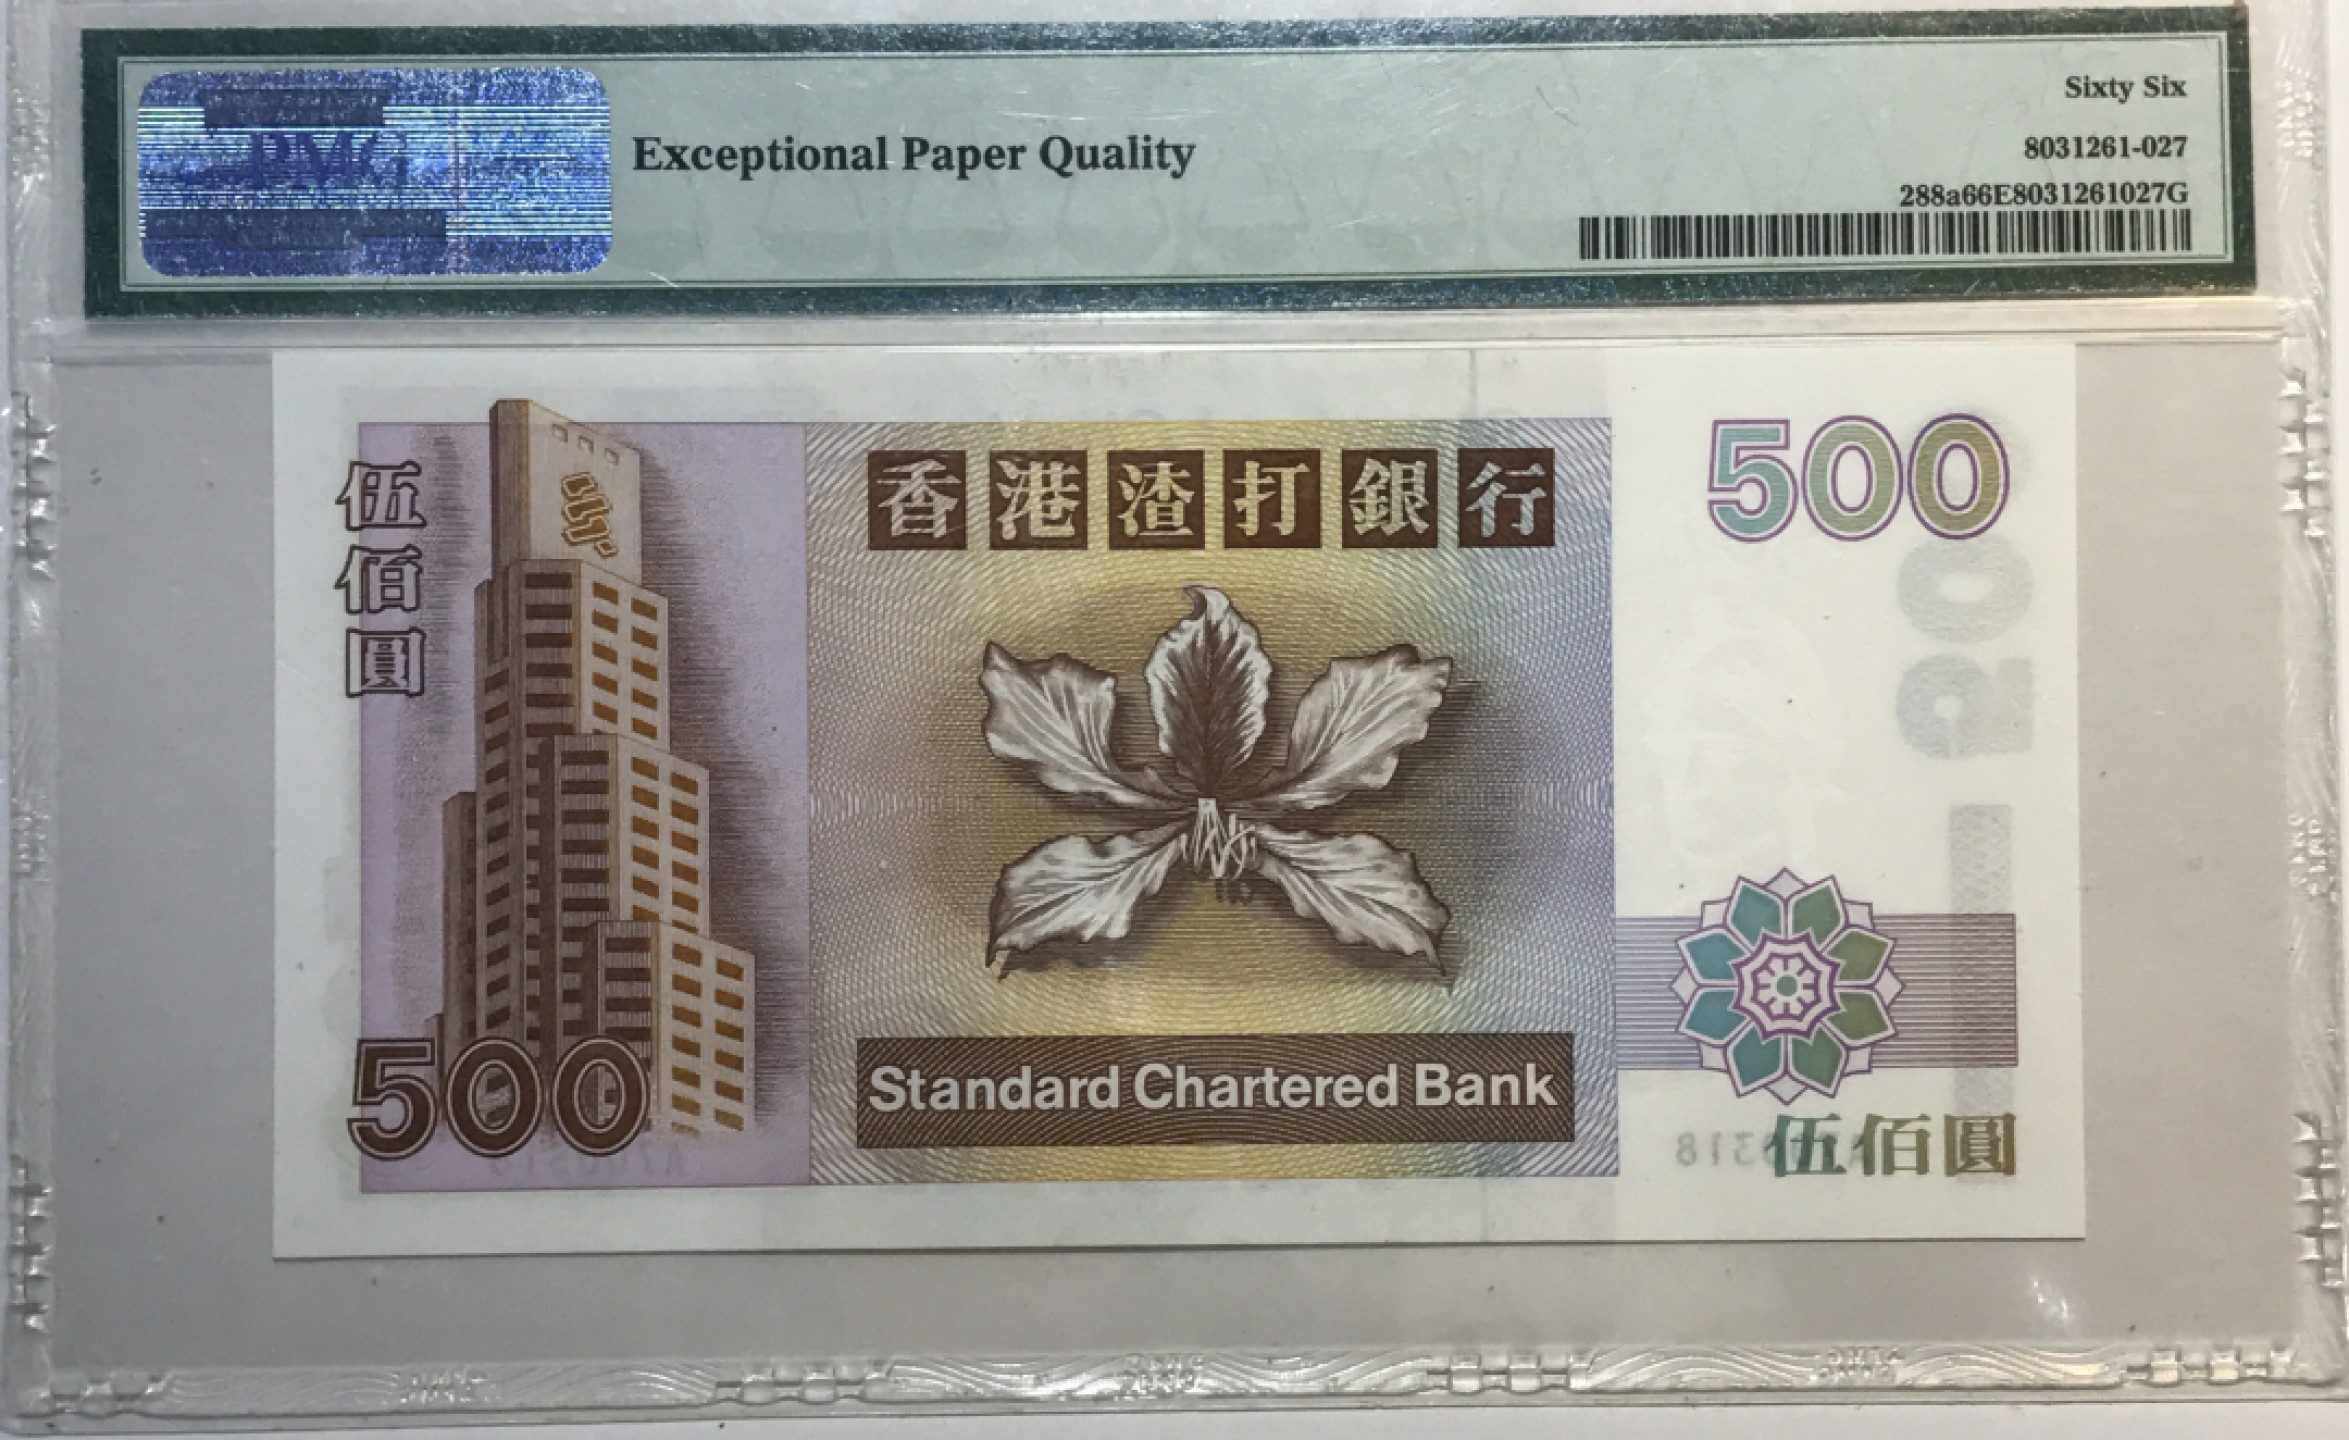 PMG
Exceptional Paper Quality
Sixty Six
8031261-027
288a66E8031261027G
伍佰圓
香港渣打銀行
500
500
Standard Chartered Bank
伍佰圓